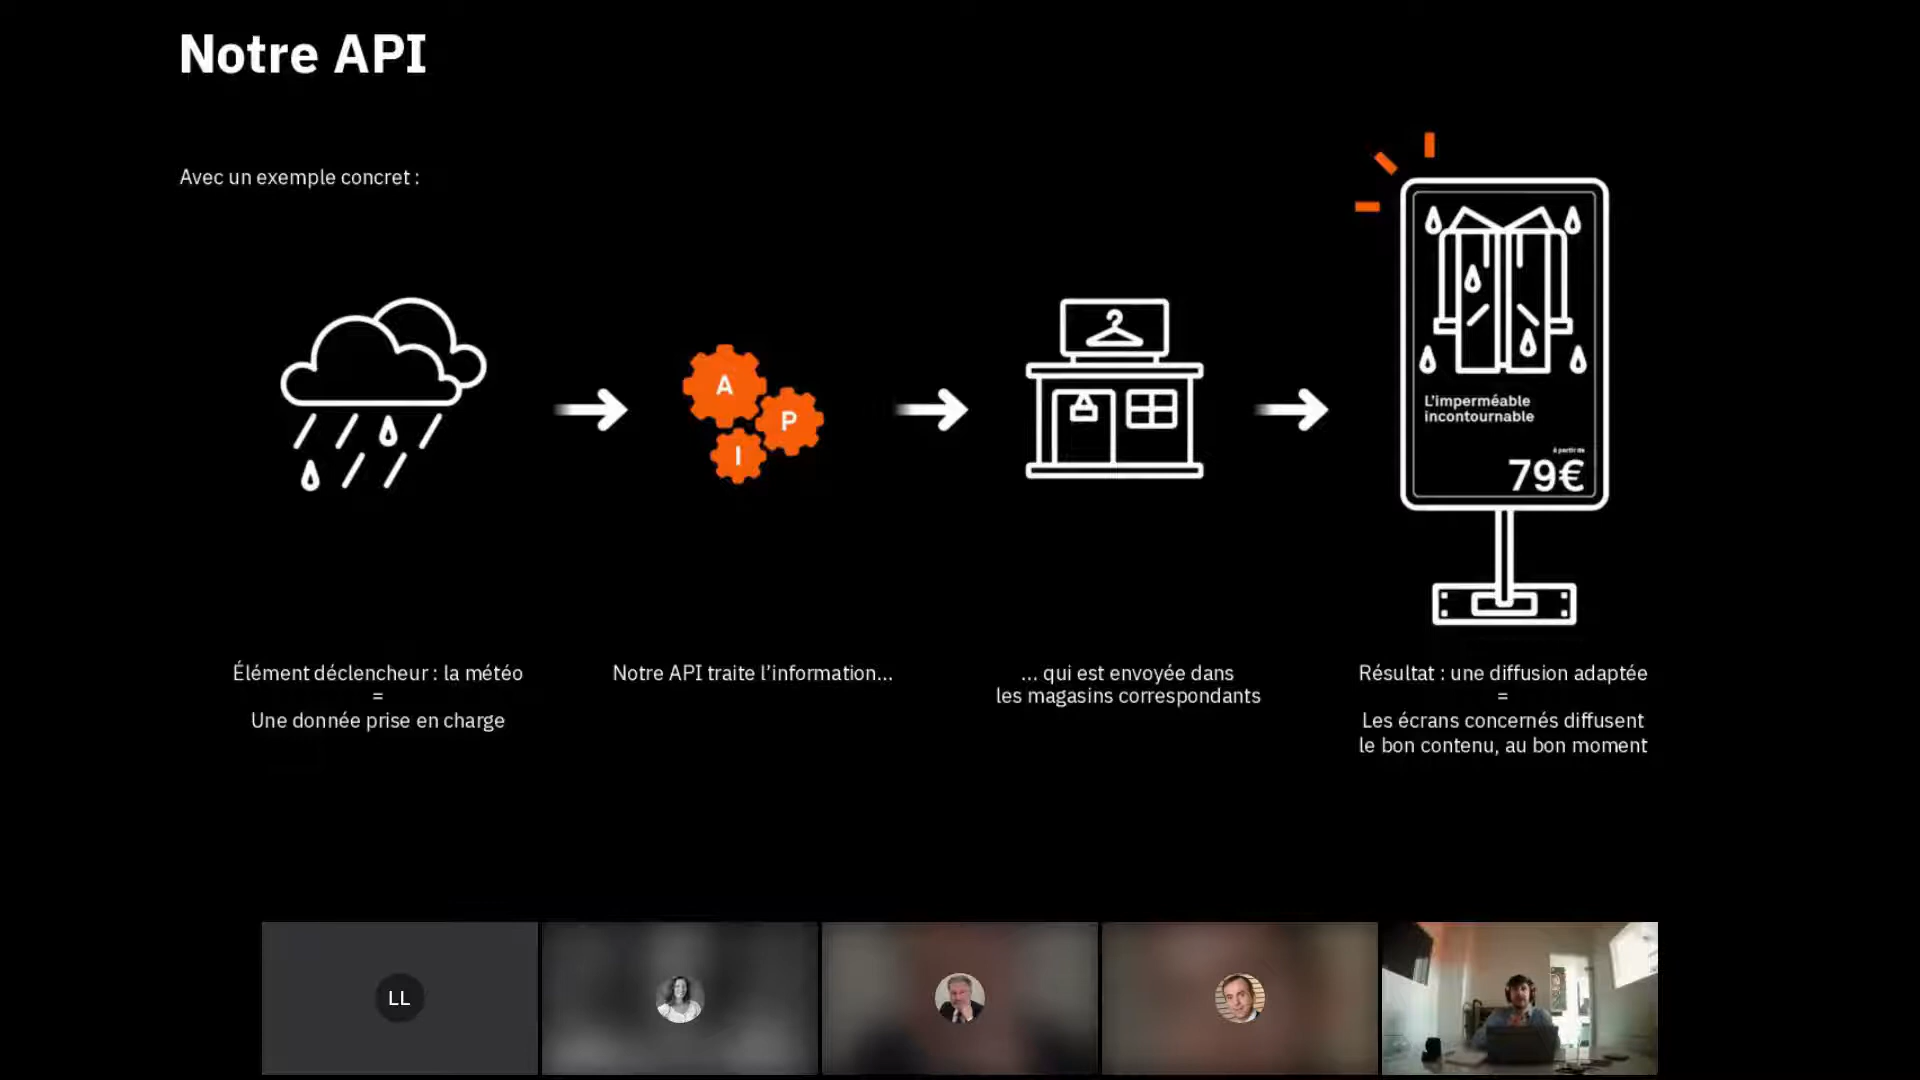 Notre API
Avec un exemple concret :
A
P
I
L'imperméable
incontournable
à partir de
79€
Élément déclencheur : la météo
=
Une donnée prise en charge
Notre API traite l'information...
... qui est envoyée dans
les magasins correspondants
Résultat : une diffusion adaptée
=
Les écrans concernés diffusent
le bon contenu, au bon moment
LL